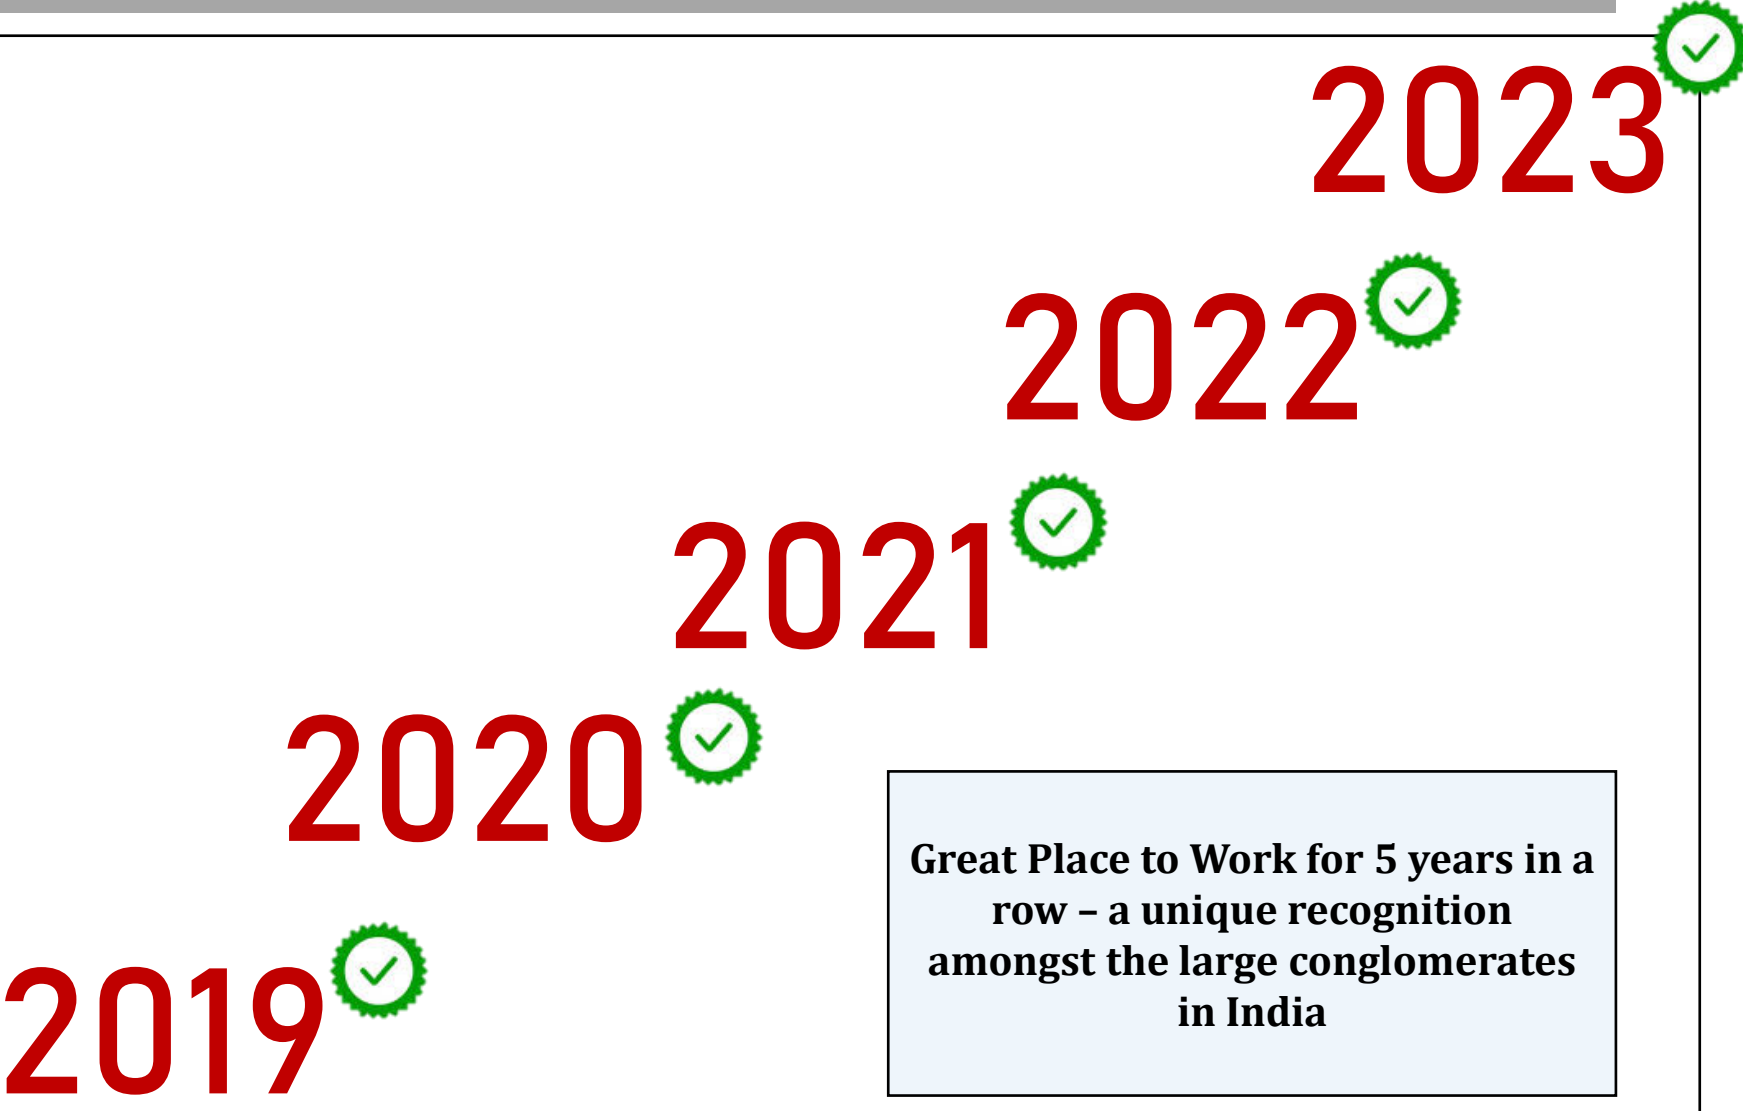 2023
2022
2021
2020
2019
Great Place to Work for 5 years in a
row – a unique recognition
amongst the large conglomerates
in India